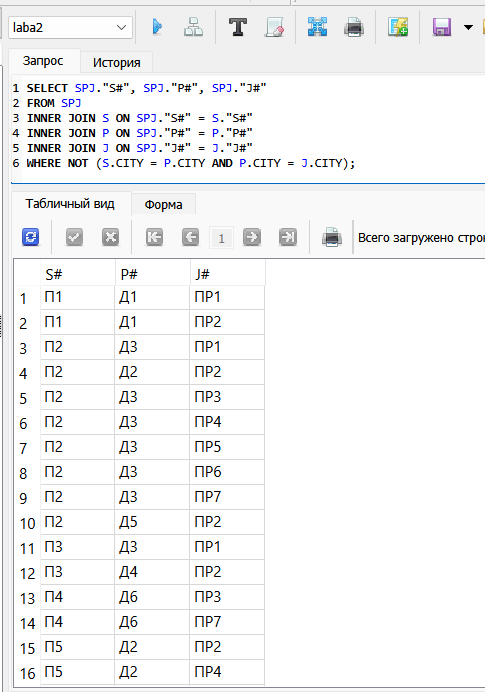 laba2
Запрос История
1 SELECT SPJ."S#", SPJ."P#", SPJ."J#"
2 FROM SPJ
3 INNER JOIN S ON SPJ."S#" = S."S#"
4 INNER JOIN P ON SPJ."P#" = P."P#"
5 INNER JOIN J ON SPJ."J#" = J."J#"
6 WHERE NOT (S.CITY = P.CITY AND P.CITY = J.CITY);
Табличный вид Форма
1 Всего загружено строк
S# P# J#
1 П1 Д1 ПР1
2 П1 Д1 ПР2
3 П2 Д3 ПР1
4 П2 Д2 ПР2
5 П2 Д3 ПР3
6 П2 Д3 ПР4
7 П2 Д3 ПР5
8 П2 Д3 ПР6
9 П2 Д3 ПР7
10 П2 Д5 ПР2
11 П3 Д3 ПР1
12 П3 Д4 ПР2
13 П4 Д6 ПР3
14 П4 Д6 ПР7
15 П5 Д2 ПР2
16 П5 Д2 ПР4